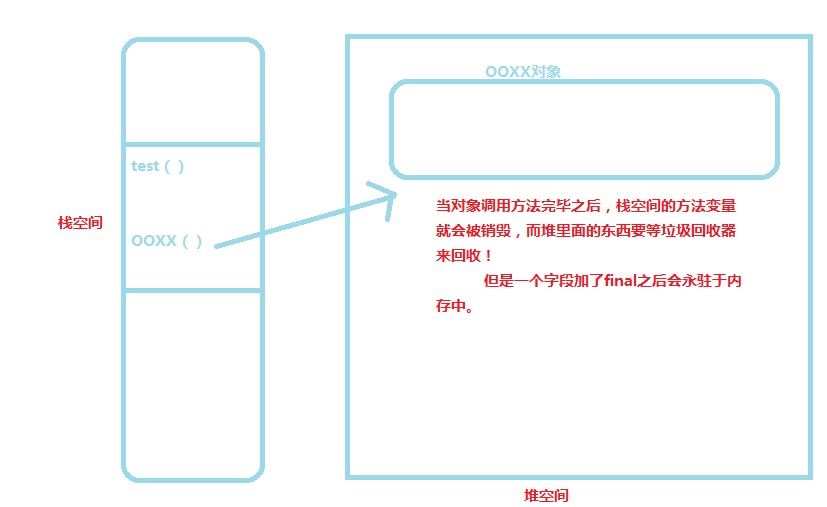 OOXX对象
test（）
栈空间
OOXX（）
当对象调用方法完毕之后，栈空间的方法变量
就会被销毁，而堆里面的东西要等垃圾回收器
来回收！
但是一个字段加了final之后会永驻于内
存中。
堆空间